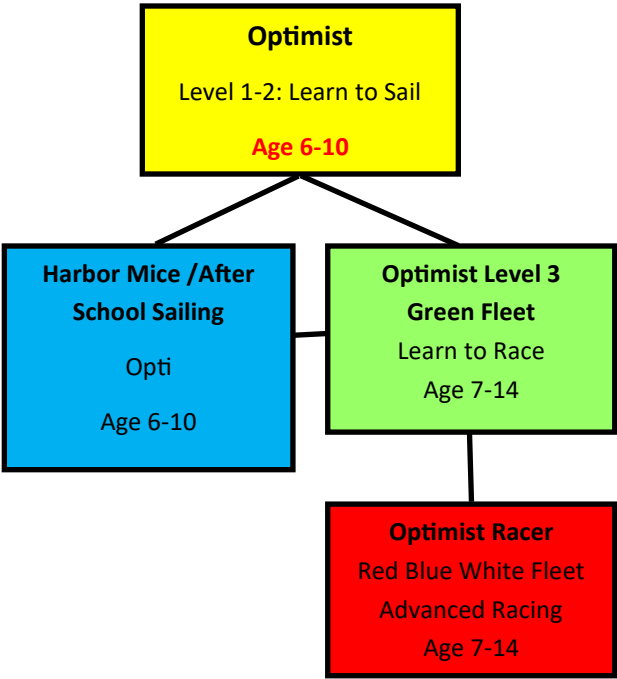 Optimist
Level 1-2: Learn to Sail
Age 6-10
Harbor Mice /After
School Sailing
Opti
Age 6-10
Optimist Level 3
Green Fleet
Learn to Race
Age 7-14
Optimist Racer
Red Blue White Fleet
Advanced Racing
Age 7-14